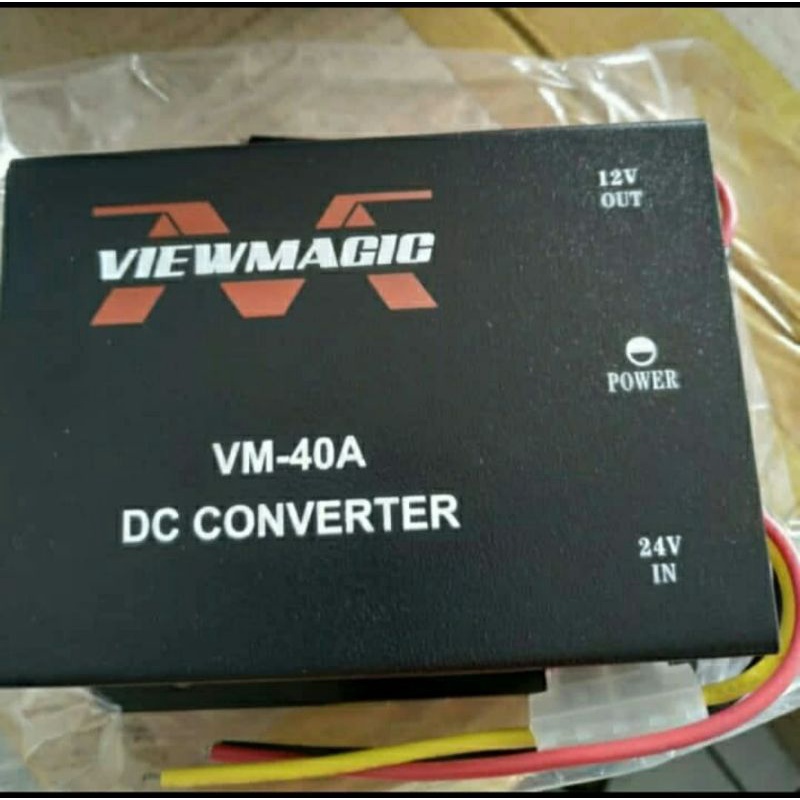 12V
OUT
VIEWMAGIC
POWER
VM-40A
DC CONVERTER
24V
IN